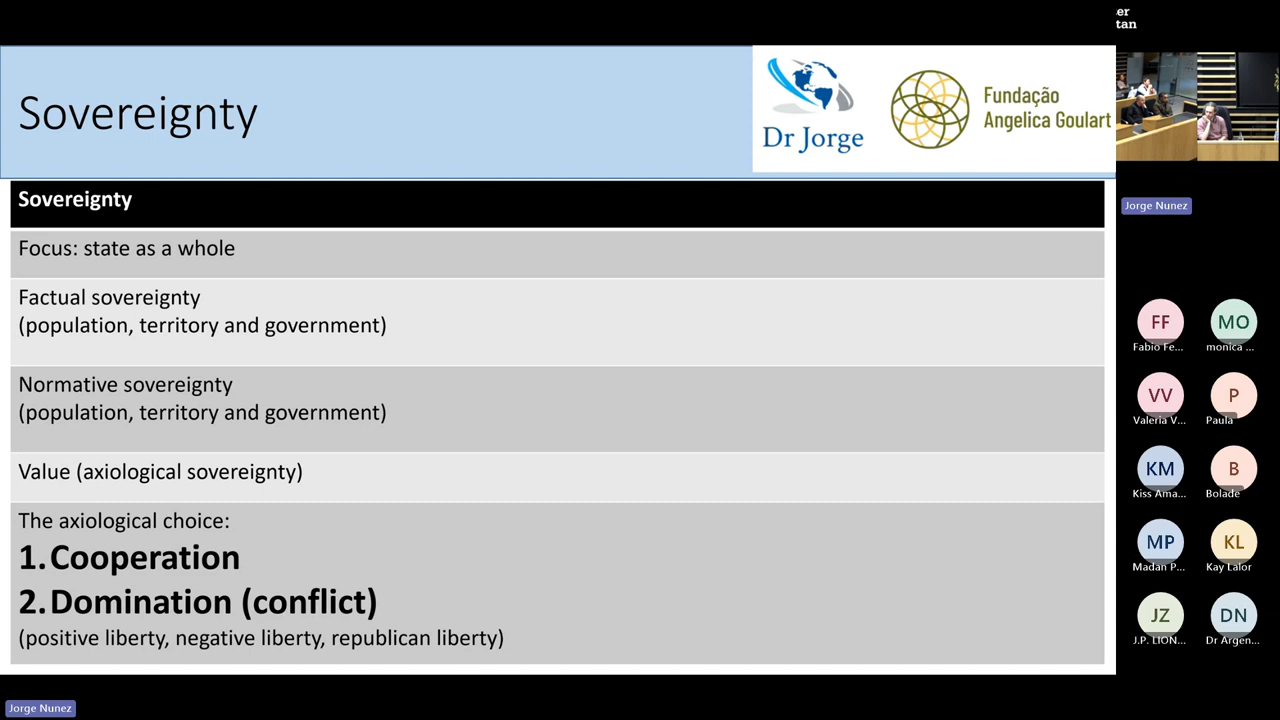 er
tan
Sovereignty
Dr Jorge
Fundação
Angelica Goulart
Sovereignty
Focus: state as a whole
Factual sovereignty
(population, territory and government)
Normative sovereignty
(population, territory and government)
Value (axiological sovereignty)
The axiological choice:
1. Cooperation
2. Domination (conflict)
(positive liberty, negative liberty, republican liberty)
Jorge Nunez
FF
Fabio Fe...
MO
monica ...
VV
Valeria V...
P
Paula
KM
Kiss Ama...
B
Bolade
MP
Madan P...
KL
Kay Lalor
JZ
J.P. LION...
DN
Dr Argen...
Jorge Nunez